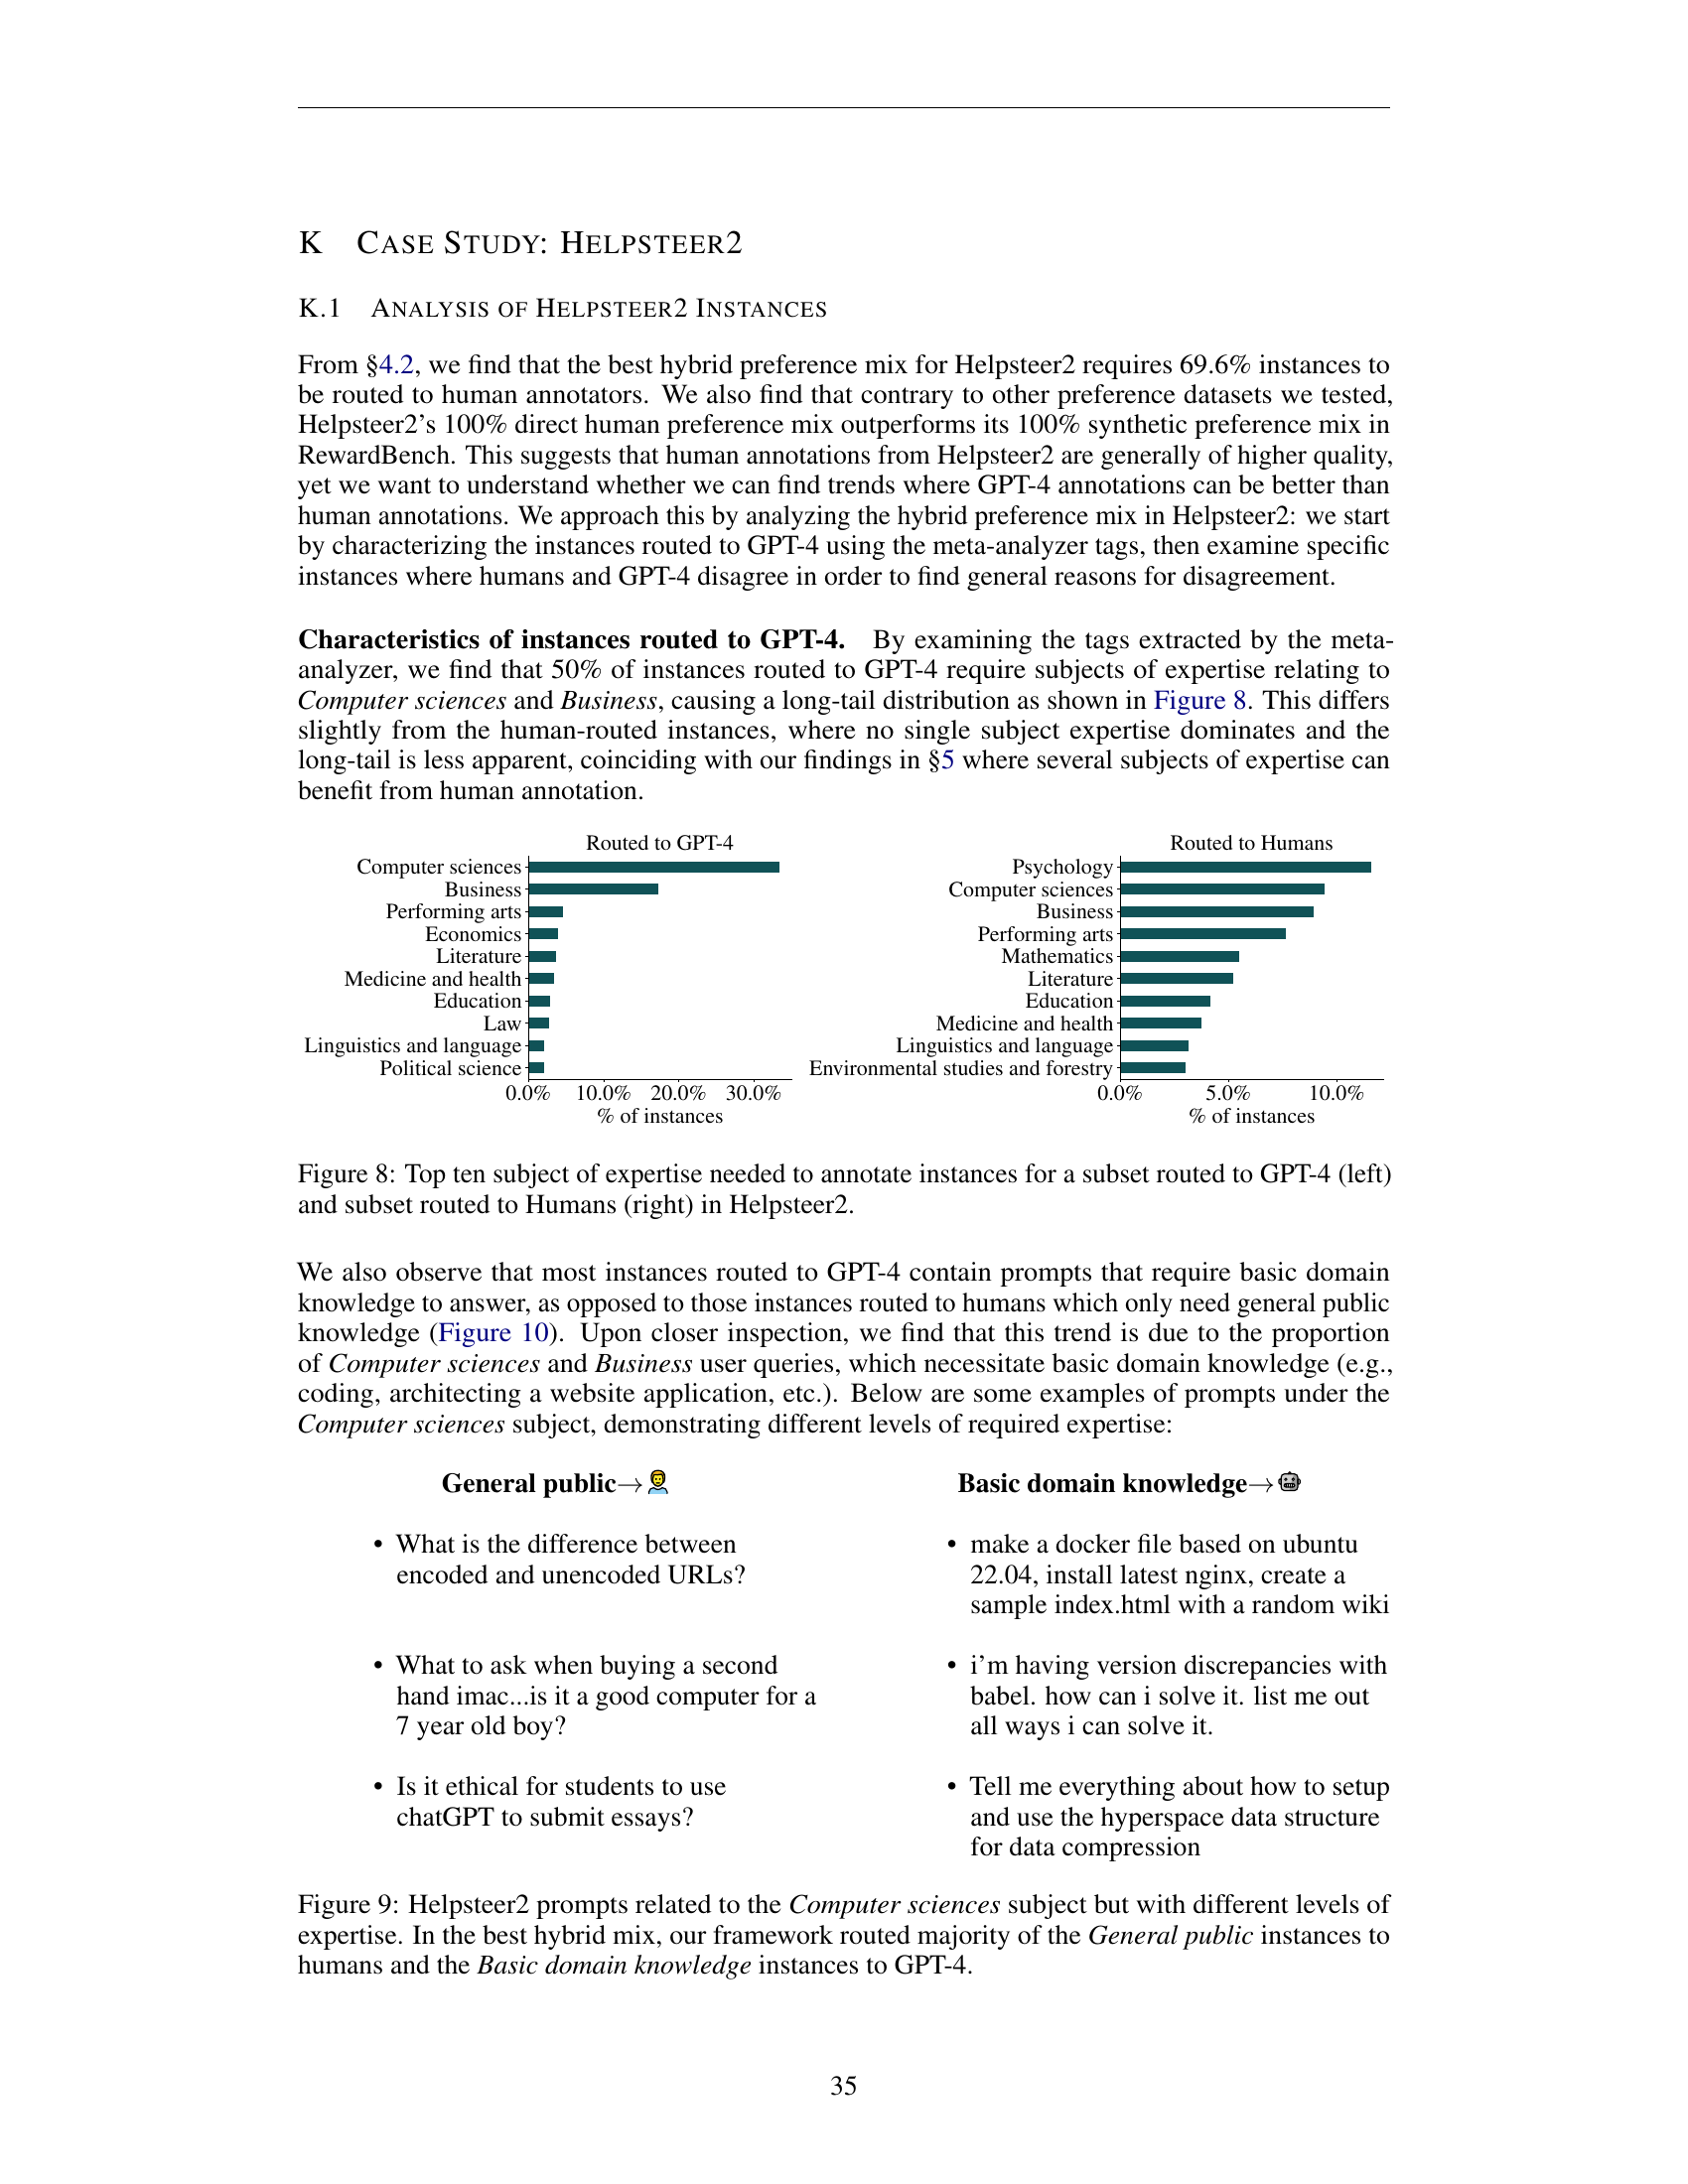 K CASE STUDY: HELPSTEER2
K.1 ANALYSIS OF HELPSTEER2 INSTANCES
From §4.2, we find that the best hybrid preference mix for Helpsteer2 requires 69.6% instances to
be routed to human annotators. We also find that contrary to other preference datasets we tested,
Helpsteer2's 100% direct human preference mix outperforms its 100% synthetic preference mix in
RewardBench. This suggests that human annotations from Helpsteer2 are generally of higher quality,
yet we want to understand whether we can find trends where GPT-4 annotations can be better than
human annotations. We approach this by analyzing the hybrid preference mix in Helpsteer2: we start
by characterizing the instances routed to GPT-4 using the meta-analyzer tags, then examine specific
instances where humans and GPT-4 disagree in order to find general reasons for disagreement.
Characteristics of instances routed to GPT-4. By examining the tags extracted by the meta-
analyzer, we find that 50% of instances routed to GPT-4 require subjects of expertise relating to
Computer sciences and Business, causing a long-tail distribution as shown in Figure 8. This differs
slightly from the human-routed instances, where no single subject expertise dominates and the
long-tail is less apparent, coinciding with our findings in §5 where several subjects of expertise can
benefit from human annotation.
Routed to GPT-4
Computer sciences
Business
Performing arts
Economics
Literature
Medicine and health
Education
Law
Linguistics and language
Political science
0.0% 10.0% 20.0% 30.0%
% of instances
Routed to Humans
Psychology
Computer sciences
Business
Performing arts
Mathematics
Literature
Education
Medicine and health
Linguistics and language
Environmental studies and forestry
0.0% 5.0% 10.0%
% of instances
Figure 8: Top ten subject of expertise needed to annotate instances for a subset routed to GPT-4 (left)
and subset routed to Humans (right) in Helpsteer2.
We also observe that most instances routed to GPT-4 contain prompts that require basic domain
knowledge to answer, as opposed to those instances routed to humans which only need general public
knowledge (Figure 10). Upon closer inspection, we find that this trend is due to the proportion
of Computer sciences and Business user queries, which necessitate basic domain knowledge (e.g.,
coding, architecting a website application, etc.). Below are some examples of prompts under the
Computer sciences subject, demonstrating different levels of required expertise:
General public→
• What is the difference between
encoded and unencoded URLs?
• What to ask when buying a second
hand imac...is it a good computer for a
7 year old boy?
• Is it ethical for students to use
chatGPT to submit essays?
Basic domain knowledge→
• make a docker file based on ubuntu
22.04, install latest nginx, create a
sample index.html with a random wiki
• i'm having version discrepancies with
babel. how can i solve it. list me out
all ways i can solve it.
• Tell me everything about how to setup
and use the hyperspace data structure
for data compression
Figure 9: Helpsteer2 prompts related to the Computer sciences subject but with different levels of
expertise. In the best hybrid mix, our framework routed majority of the General public instances to
humans and the Basic domain knowledge instances to GPT-4.
35